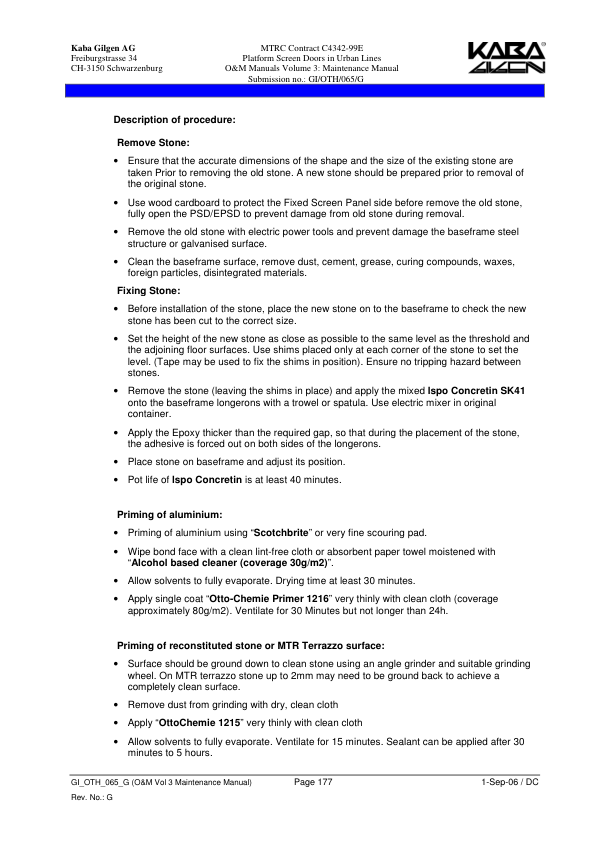 Kaba Gilgen AG
Freiburgstrasse 34
CH-3150 Schwarzenburg
MTRC Contract C4342-99E
Platform Screen Doors in Urban Lines
O&M Manuals Volume 3: Maintenance Manual
Submission no.: GI/OTH/065/G
KABA
GILGEN
Description of procedure:
Remove Stone:
• Ensure that the accurate dimensions of the shape and the size of the existing stone are
taken Prior to removing the old stone. A new stone should be prepared prior to removal of
the original stone.
• Use wood cardboard to protect the Fixed Screen Panel side before remove the old stone,
fully open the PSD/EPSD to prevent damage from old stone during removal.
• Remove the old stone with electric power tools and prevent damage the baseframe steel
structure or galvanised surface.
• Clean the baseframe surface, remove dust, cement, grease, curing compounds, waxes,
foreign particles, disintegrated materials.
Fixing Stone:
• Before installation of the stone, place the new stone on to the baseframe to check the new
stone has been cut to the correct size.
• Set the height of the new stone as close as possible to the same level as the threshold and
the adjoining floor surfaces. Use shims placed only at each corner of the stone to set the
level. (Tape may be used to fix the shims in position). Ensure no tripping hazard between
stones.
• Remove the stone (leaving the shims in place) and apply the mixed Ispo Concretin SK41
onto the baseframe longerons with a trowel or spatula. Use electric mixer in original
container.
• Apply the Epoxy thicker than the required gap, so that during the placement of the stone,
the adhesive is forced out on both sides of the longerons.
• Place stone on baseframe and adjust its position.
• Pot life of Ispo Concretin is at least 40 minutes.
Priming of aluminium:
• Priming of aluminium using “Scotchbrite” or very fine scouring pad.
• Wipe bond face with a clean lint-free cloth or absorbent paper towel moistened with
“Alcohol based cleaner (coverage 30g/m2)”.
• Allow solvents to fully evaporate. Drying time at least 30 minutes.
• Apply single coat “Otto-Chemie Primer 1216” very thinly with clean cloth (coverage
approximately 80g/m2). Ventilate for 30 Minutes but not longer than 24h.
Priming of reconstituted stone or MTR Terrazzo surface:
• Surface should be ground down to clean stone using an angle grinder and suitable grinding
wheel. On MTR terrazzo stone up to 2mm may need to be ground back to achieve a
completely clean surface.
• Remove dust from grinding with dry, clean cloth
• Apply “OttoChemie 1215” very thinly with clean cloth
• Allow solvents to fully evaporate. Ventilate for 15 minutes. Sealant can be applied after 30
minutes to 5 hours.
GI_OTH_065_G (O&M Vol 3 Maintenance Manual) Page 177 1-Sep-06 / DC
Rev. No.: G